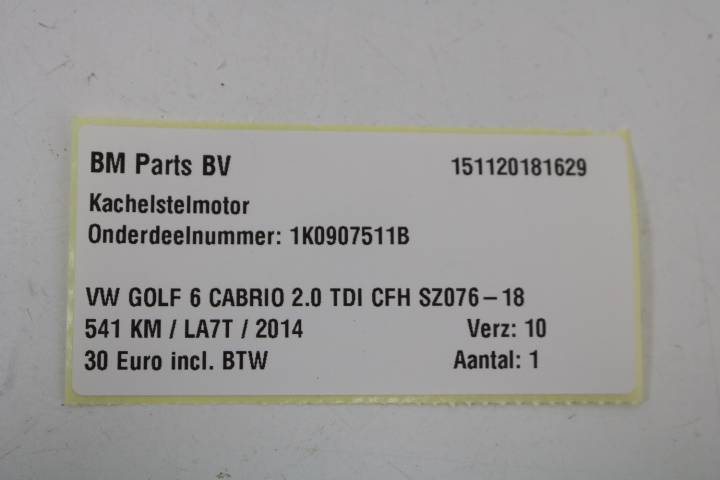 BM Parts BV 151120181629
Kachelstelmotor
Onderdeelnummer: 1K0907511B
VW GOLF 6 CABRIO 2.0 TDI CFH SZ076-18
541 KM / LA7T / 2014 Verz: 10
30 Euro incl. BTW Aantal: 1